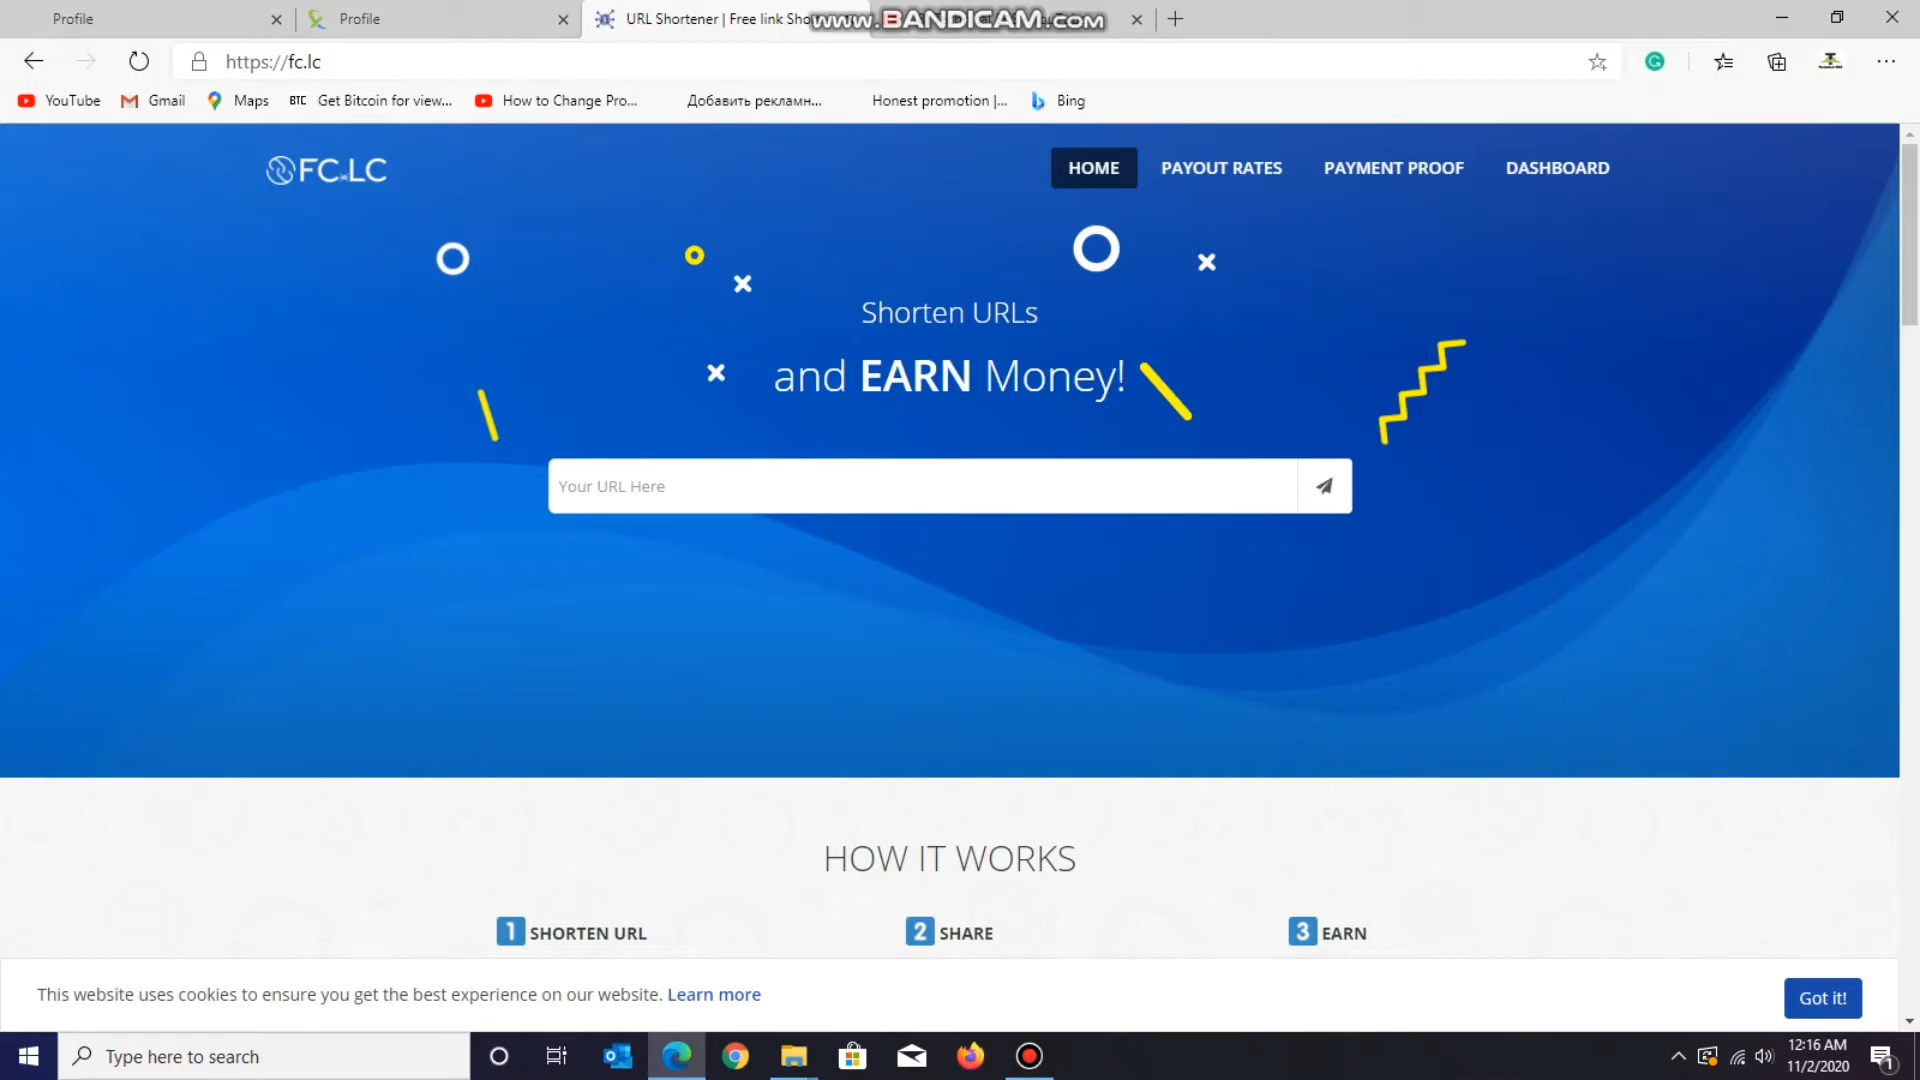 Profile
Profile
URL Shortener | Free link Sho
www.BANDICAM.com
https://fc.lc
YouTube
Gmail
Maps
BTC Get Bitcoin for view...
How to Change Pro...
Добавить рекламн...
Honest promotion |...
Bing
FC.LC
HOME
PAYOUT RATES
PAYMENT PROOF
DASHBOARD
Shorten URLs
and EARN Money!
Your URL Here
HOW IT WORKS
1 SHORTEN URL
2 SHARE
3 EARN
This website uses cookies to ensure you get the best experience on our website. Learn more
Got it!
Type here to search
12:16 AM
11/2/2020
1